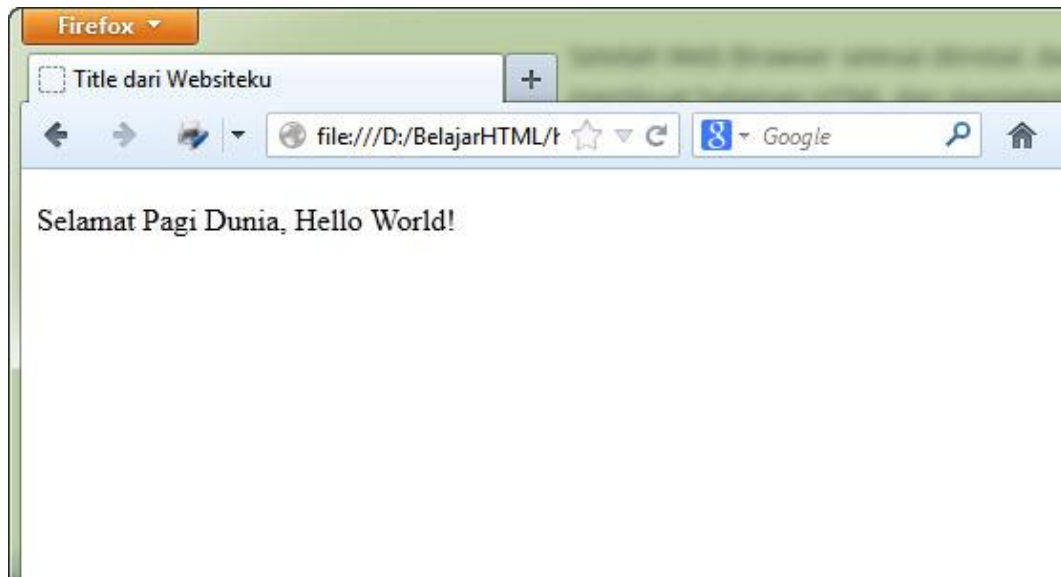 Firefox
Title dari Websiteku
file:///D:/BelajarHTML/h
Google
Selamat Pagi Dunia, Hello World!